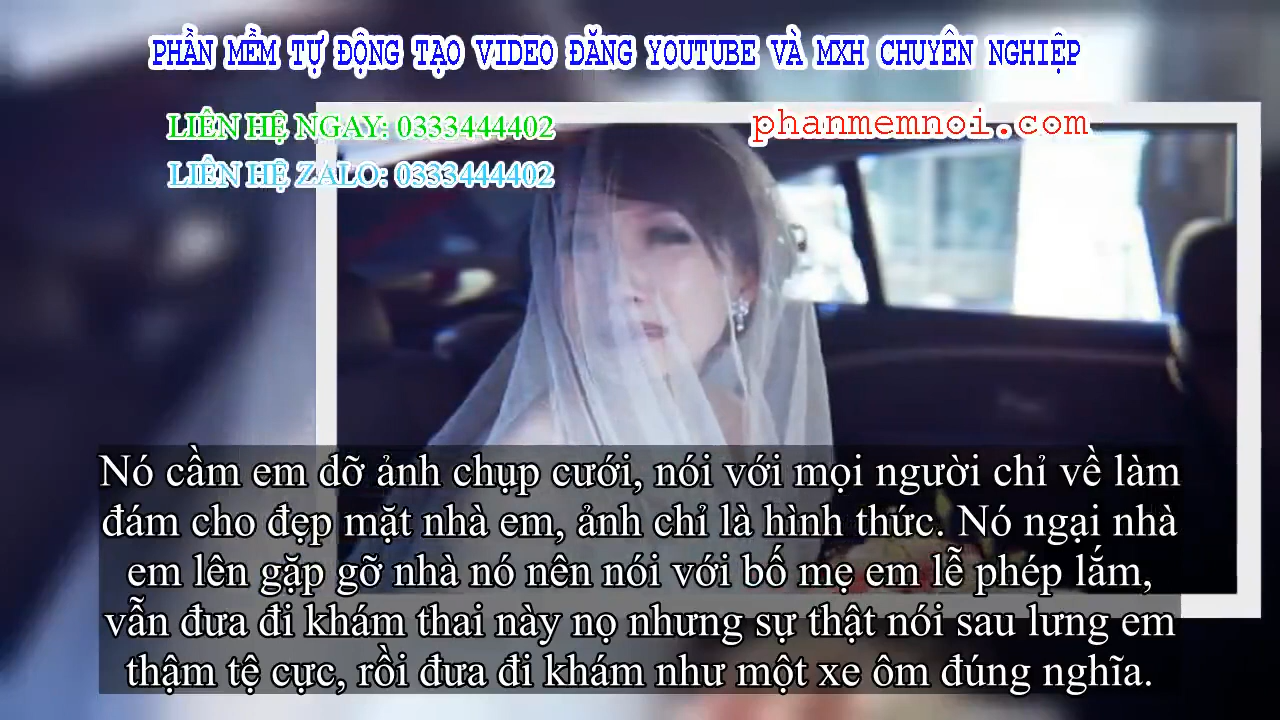 PHẦN MỀM TỰ ĐỘNG TẠO VIDEO ĐĂNG YOUTUBE VÀ MXH CHUYÊN NGHIỆP
LIÊN HỆ NGAY: 0333444402
phanmemnoi.com
LIÊN HỆ ZALO: 0333444402
Nó cầm em dỡ ảnh chụp cưới, nói với mọi người chỉ về làm
đám cho đẹp mặt nhà em, ảnh chỉ là hình thức. Nó ngại nhà
em lên gặp gỡ nhà nó nên nói với bố mẹ em lễ phép lắm,
vẫn đưa đi khám thai này nọ nhưng sự thật nói sau lưng em
thậm tệ cực, rồi đưa đi khám như một xe ôm đúng nghĩa.